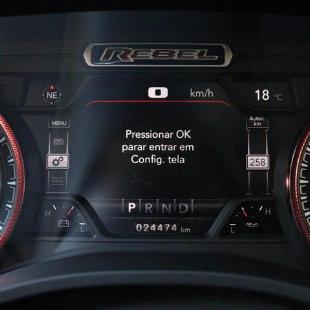 REBEL
NE
0 km/h
18 °C
MENU
Auton.
km
Pressionar OK
parar entrar em
Config. tela
258
P R N D
H
H
T
T
024474 km